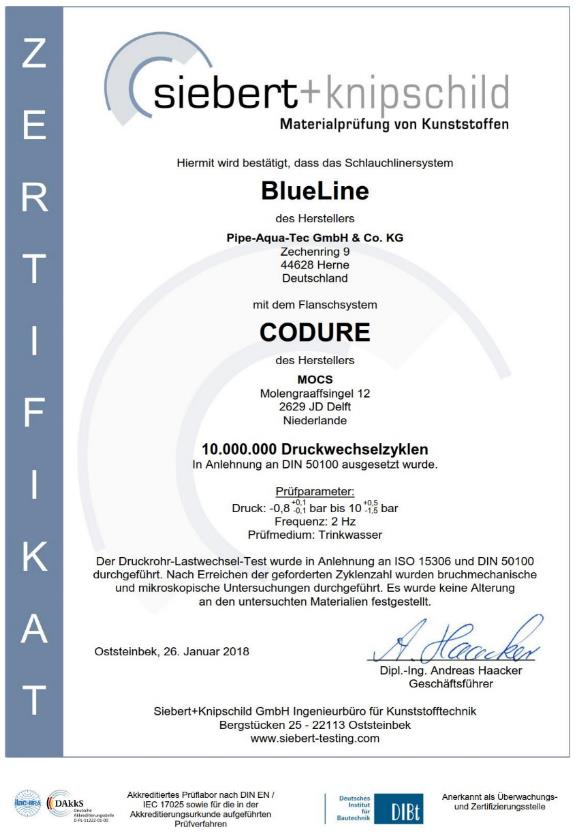 ZERTIFIKAT
siebert+knipschild
Materialprüfung von Kunststoffen
Hiermit wird bestätigt, dass das Schlauchlinersystem
BlueLine
des Herstellers
Pipe-Aqua-Tec GmbH & Co. KG
Zechenring 9
44628 Herne
Deutschland
mit dem Flanschsystem
CODURE
des Herstellers
MOCS
Molengraaffsingel 12
2629 JD Delft
Niederlande
10.000.000 Druckwechselzyklen
In Anlehnung an DIN 50100 ausgesetzt wurde.
Prüfparameter:
Druck: -0,8 +0,1 -0,1 bar bis 10 +0,5 -1,5 bar
Frequenz: 2 Hz
Prüfmedium: Trinkwasser
Der Druckrohr-Lastwechsel-Test wurde in Anlehnung an ISO 15306 und DIN 50100
durchgeführt. Nach Erreichen der geforderten Zyklenzahl wurden bruchmechanische
und mikroskopische Untersuchungen durchgeführt. Es wurde keine Alterung
an den untersuchten Materialien festgestellt.
Oststeinbek, 26. Januar 2018
A. Haacker
Dipl.-Ing. Andreas Haacker
Geschäftsführer
Siebert+Knipschild GmbH Ingenieurbüro für Kunststofftechnik
Bergstücken 25 - 22113 Oststeinbek
www.siebert-testing.com
ilac-MRA
DAkkS
Deutsche
Akkreditierungsstelle
Akkreditiertes Prüflabor nach DIN EN /
IEC 17025 sowie für die in der
Akkreditierungsurkunde aufgeführten
Prüfverfahren
Deutsches
Institut
für
Bautechnik
DIBt
Anerkannt als Überwachungs-
und Zertifizierungsstelle